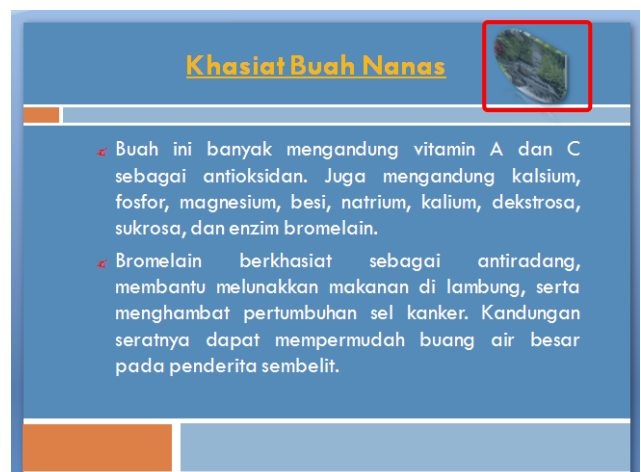 Khasiat Buah Nanas
Buah ini banyak mengandung vitamin A dan C
sebagai antioksidan. Juga mengandung kalsium,
fosfor, magnesium, besi, natrium, kalium, dekstrosa,
sukrosa, dan enzim bromelain.
Bromelain berkhasiat sebagai antiradang,
membantu melunakkan makanan di lambung, serta
menghambat pertumbuhan sel kanker. Kandungan
seratnya dapat mempermudah buang air besar
pada penderita sembelit.